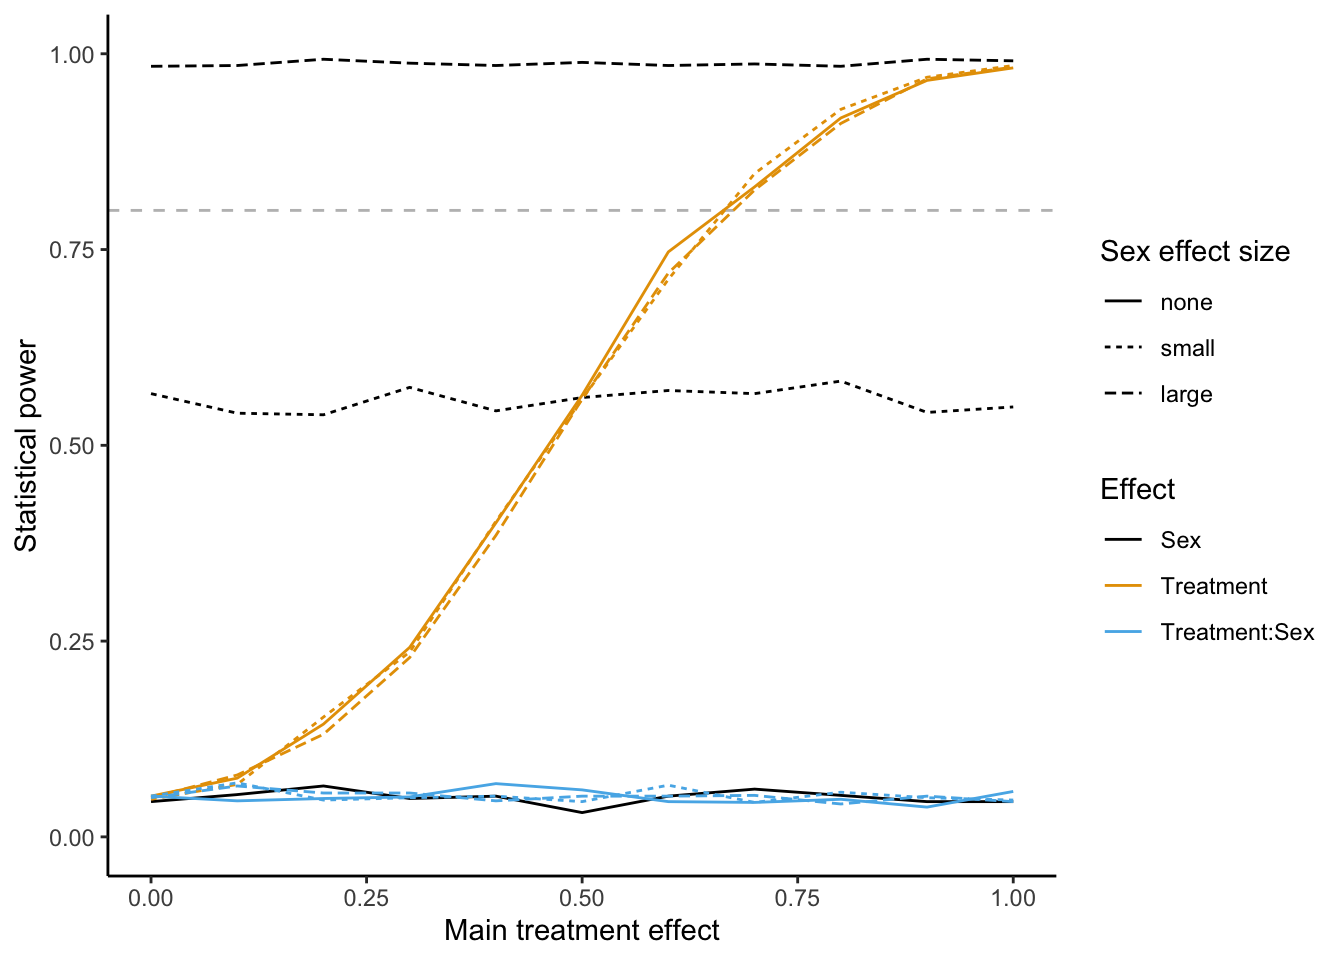 1.00
0.75
0.50
0.25
0.00
Statistical power
0.00
0.25
0.50
0.75
1.00
Main treatment effect
Sex effect size
none
small
large
Effect
Sex
Treatment
Treatment:Sex